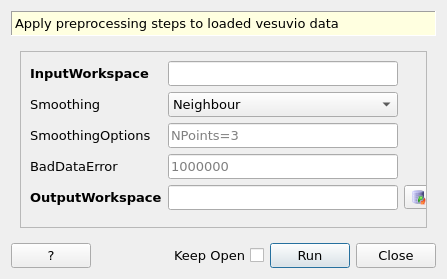 Apply preprocessing steps to loaded vesuvio data
InputWorkspace
Smoothing Neighbour
SmoothingOptions NPoints=3
BadDataError 1000000
OutputWorkspace
? Keep Open Run Close